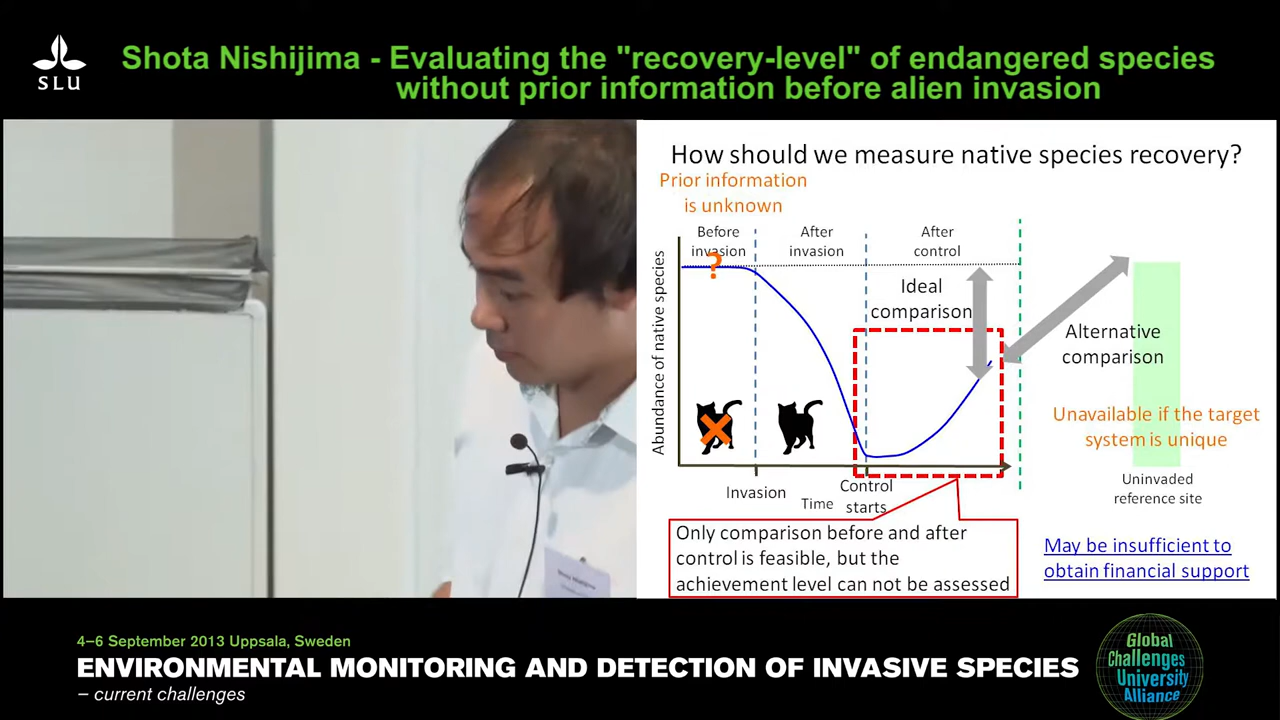 SLU
Shota Nishijima - Evaluating the "recovery-level" of endangered species
without prior information before alien invasion
How should we measure native species recovery?
Prior information
is unknown
Before
invasion
After
invasion
After
control
?
Ideal
comparison
Abundance of native species
Alternative
comparison
Unavailable if the target
system is unique
Uninvaded
reference site
Invasion
Time
Control
starts
Only comparison before and after
control is feasible, but the
achievement level can not be assessed
May be insufficient to
obtain financial support
4–6 September 2013 Uppsala, Sweden
ENVIRONMENTAL MONITORING AND DETECTION OF INVASIVE SPECIES
– current challenges
Global
Challenges
University
Alliance